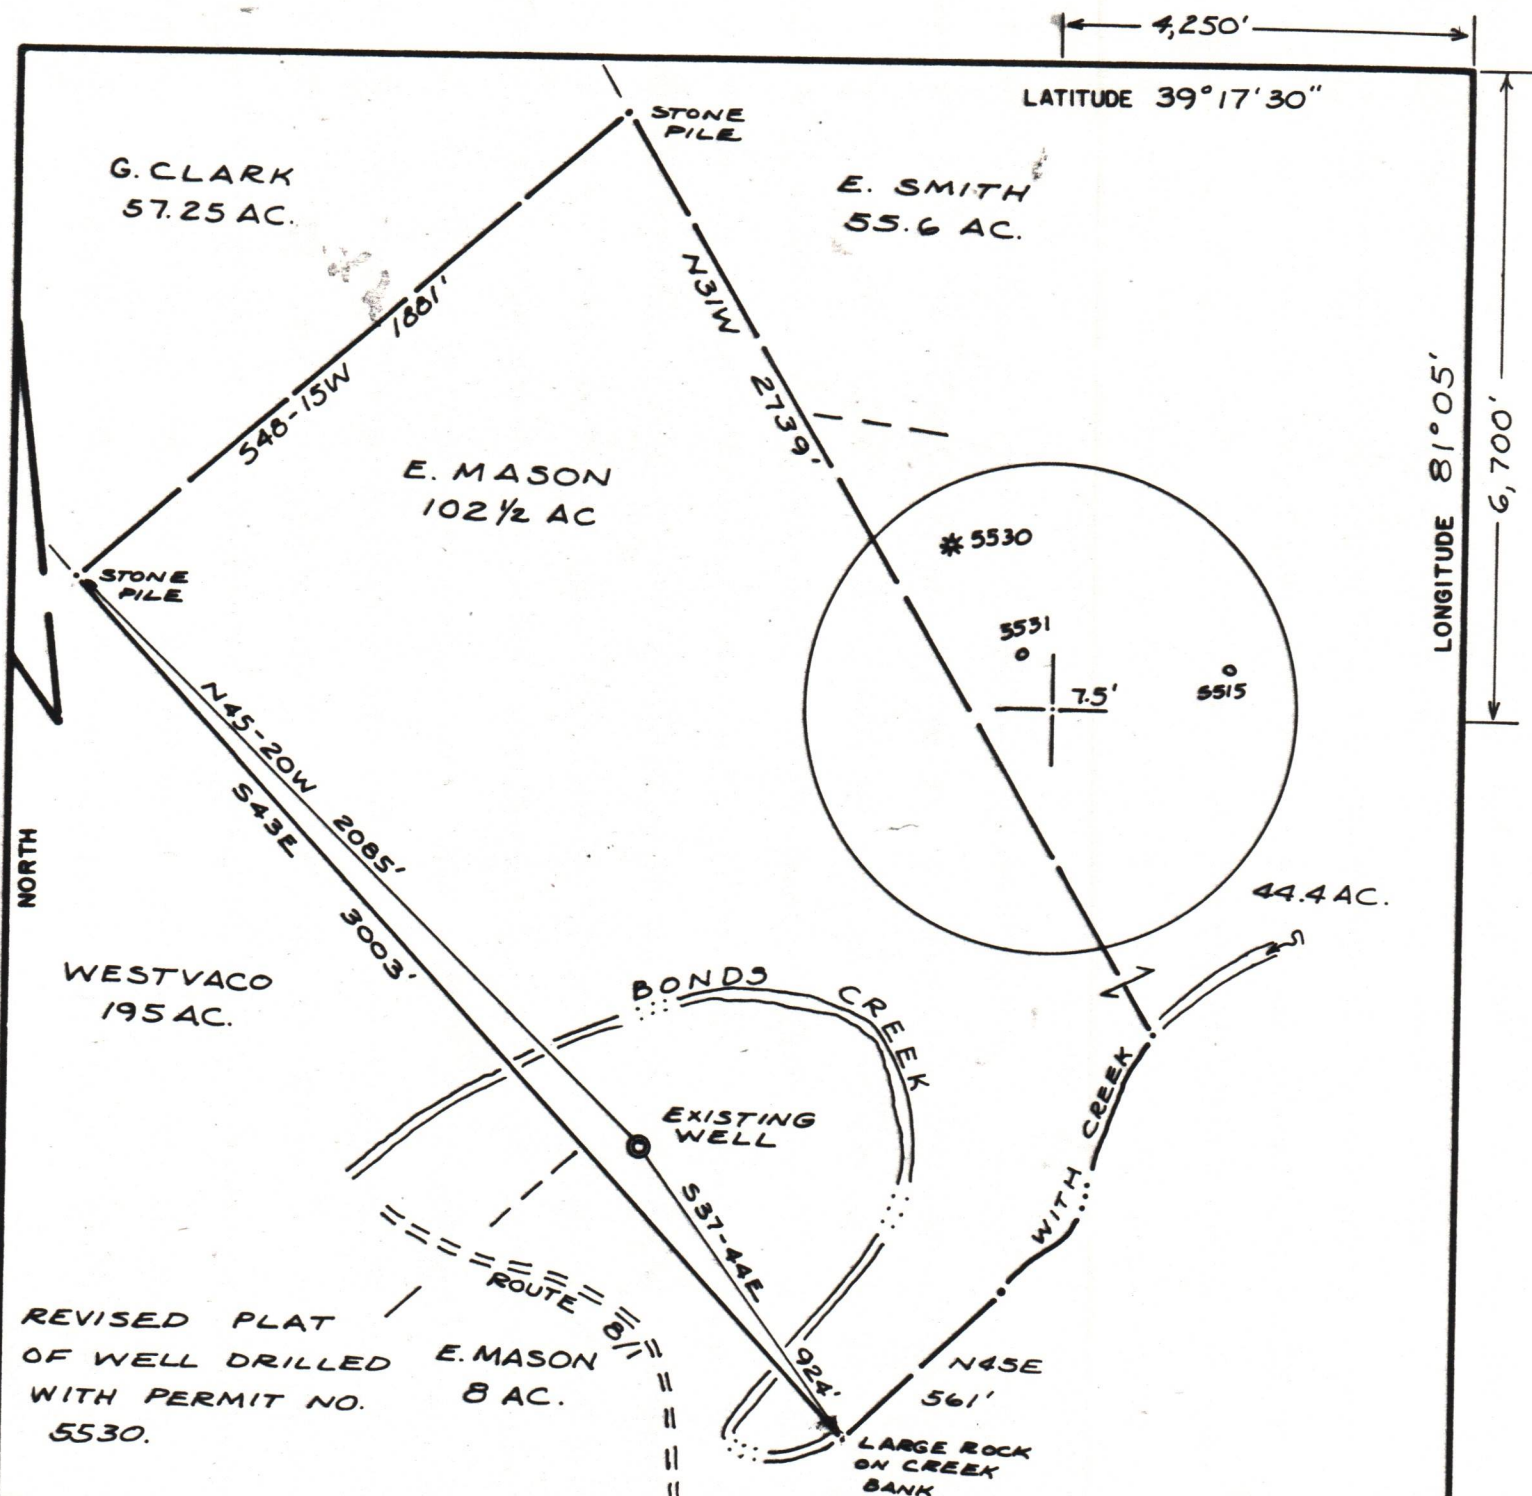 4,250'
LATITUDE 39°17'30"
STONE
PILE
G. CLARK
57.25 AC.
E. SMITH
55.6 AC.
N31W
2739'
1881'
S48-15W
LONGITUDE 81°05'
6,700'
E. MASON
102 1/2 AC
5530
STONE
PILE
5531
5515
7.5'
N45-20W
2085'
S43E
3003'
NORTH
44.4 AC.
WESTVACO
195 AC.
BONDS CREEK
EXISTING
WELL
WITH CREEK
S37-44E
924'
ROUTE 8/1
REVISED PLAT
OF WELL DRILLED
WITH PERMIT NO.
5530.
E. MASON
8 AC.
N45E
561'
LARGE ROCK
ON CREEK
BANK